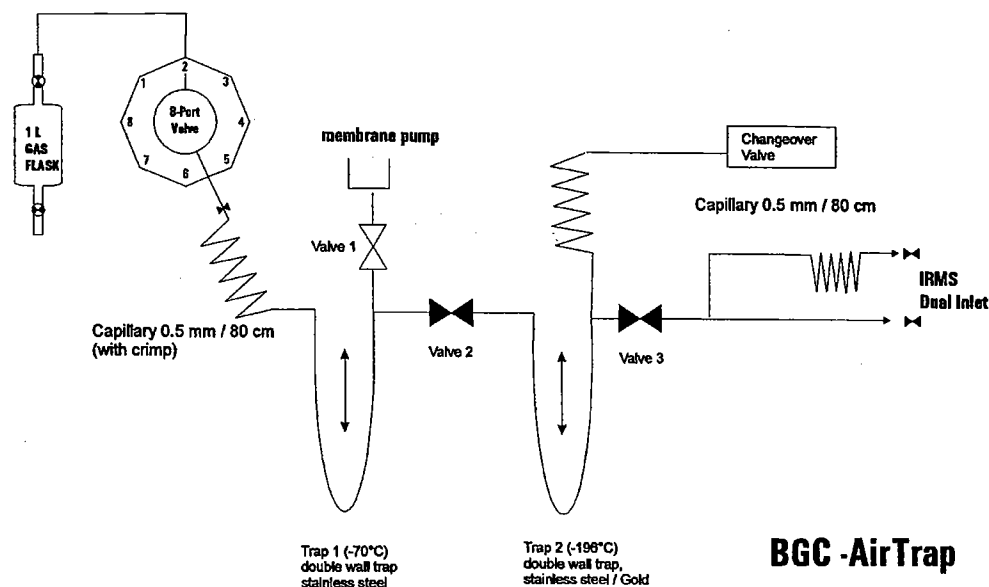 1
2
3
4
5
6
7
8
8-Port
Valve
1 L
GAS
FLASK
membrane pump
Valve 1
Changeover
Valve
Capillary 0.5 mm / 80 cm
IRMS
Dual Inlet
Capillary 0.5 mm / 80 cm
(with crimp)
Valve 2
Valve 3
Trap 1 (-70°C)
double wall trap
stainless steel
Trap 2 (-196°C)
double wall trap,
stainless steel / Gold
BGC -AirTrap